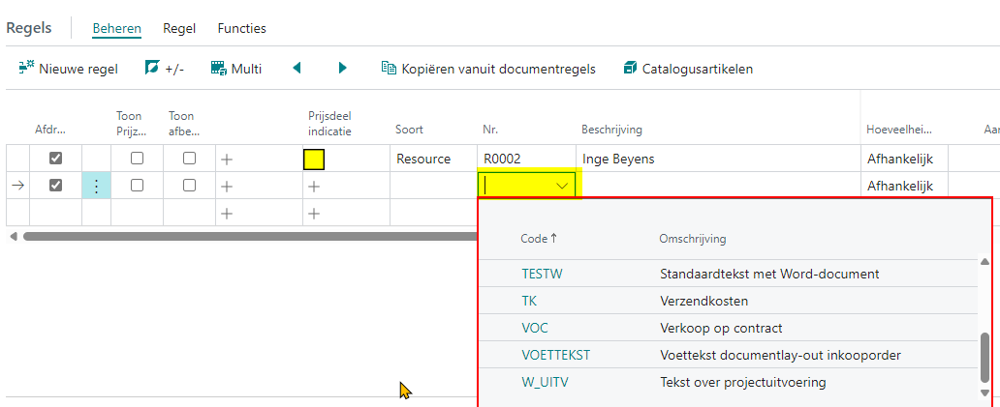 Regels Beheren Regel Functies
Nieuwe regel +/- Multi Kopiëren vanuit documentregels Catalogusartikelen
Afdr... Toon Prijz... Toon afbe... Prijsdeel indicatie Soort Nr. Beschrijving Hoeveelhei... Aar
Resource R0002 Inge Beyens Afhankelijk
Afhankelijk
Code ↑ Omschrijving
TESTW Standaardtekst met Word-document
TK Verzendkosten
VOC Verkoop op contract
VOETTEKST Voettekst documentlay-out inkooporder
W_UITV Tekst over projectuitvoering